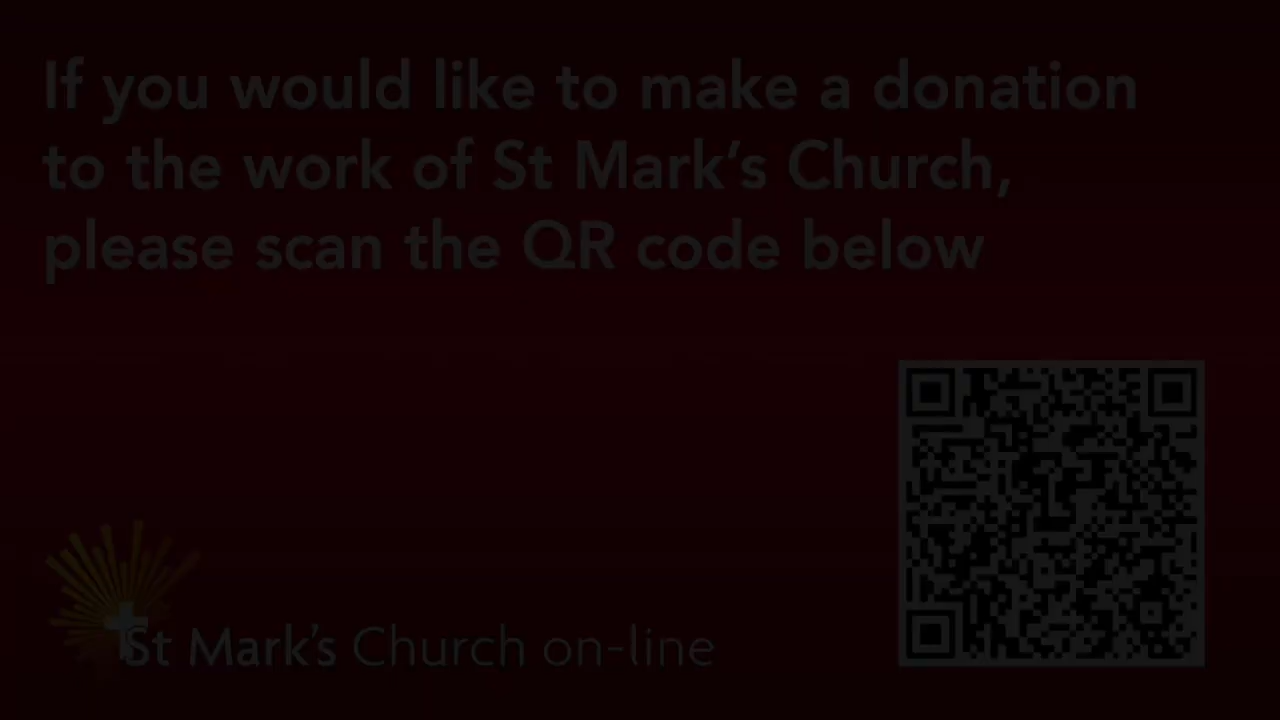 If you would like to make a donation
to the work of St Mark’s Church,
please scan the QR code below
St Mark’s Church on-line